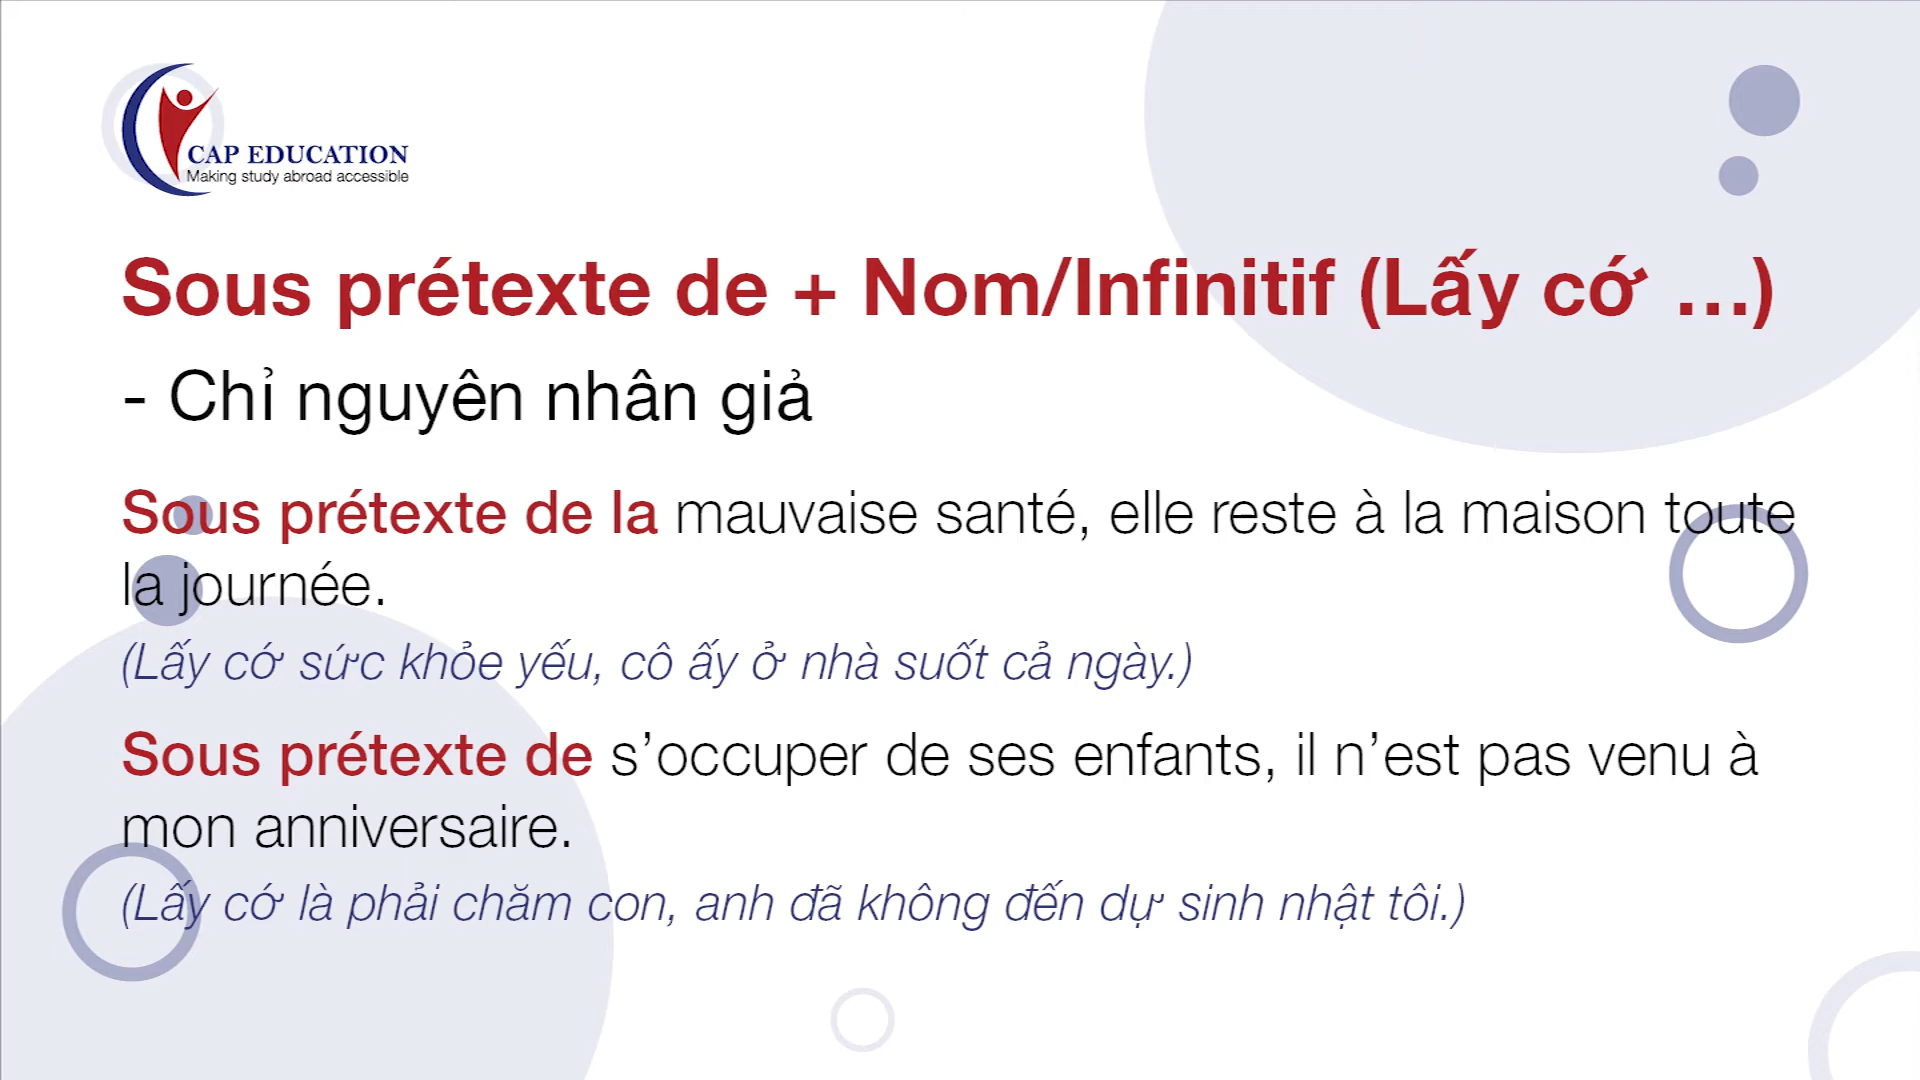 CAP EDUCATION
Making study abroad accessible
Sous prétexte de + Nom/Infinitif (Lấy cớ ...)
- Chỉ nguyên nhân giả
Sous prétexte de la mauvaise santé, elle reste à la maison toute
la journée.
(Lấy cớ sức khỏe yếu, cô ấy ở nhà suốt cả ngày.)
Sous prétexte de s’occuper de ses enfants, il n’est pas venu à
mon anniversaire.
(Lấy cớ là phải chăm con, anh đã không đến dự sinh nhật tôi.)